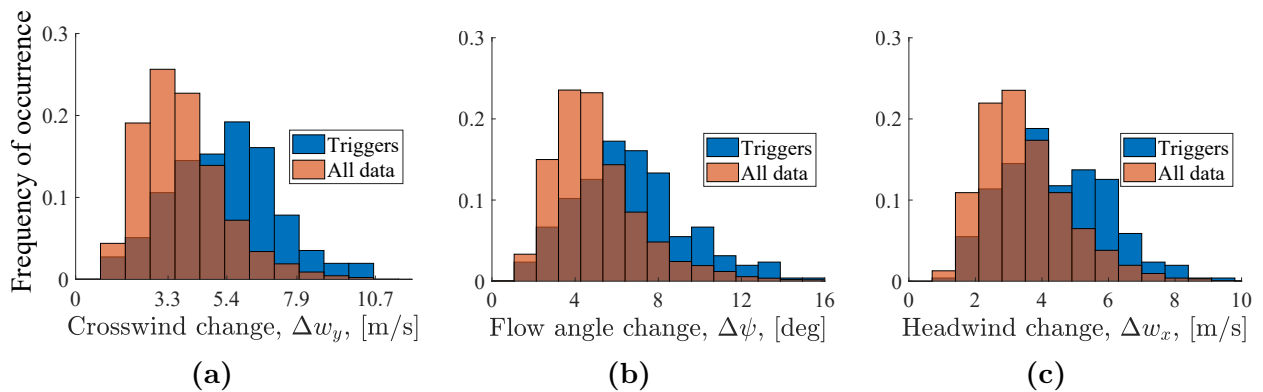 Frequency of occurrence
0.3
0.2
0.1
0
0 3.3 5.4 7.9 10.7
Crosswind change, Δw_y, [m/s]
Triggers
All data
(a)
0.3
0.2
0.1
0
0 4 8 12 16
Flow angle change, Δψ, [deg]
Triggers
All data
(b)
0.3
0.2
0.1
0
0 2 4 6 8 10
Headwind change, Δw_x, [m/s]
Triggers
All data
(c)